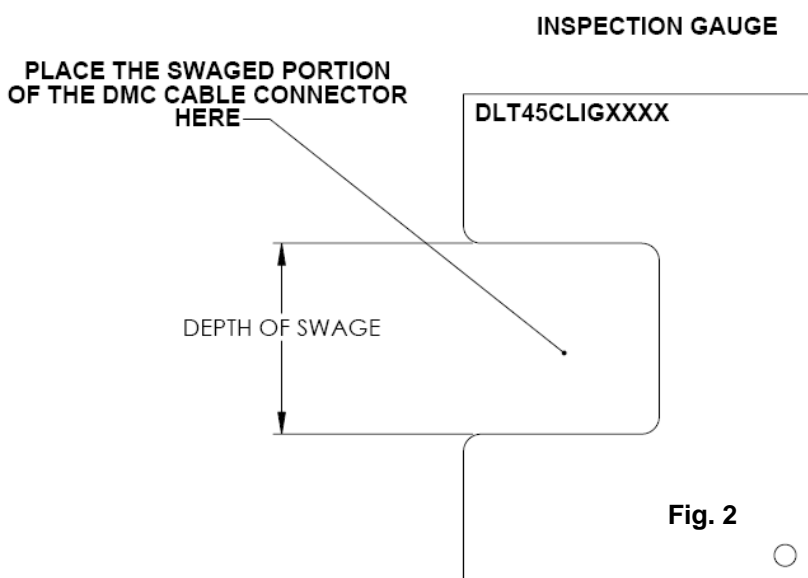 INSPECTION GAUGE
PLACE THE SWAGED PORTION
OF THE DMC CABLE CONNECTOR
HERE
DLT45CLIGXXXX
DEPTH OF SWAGE
Fig. 2